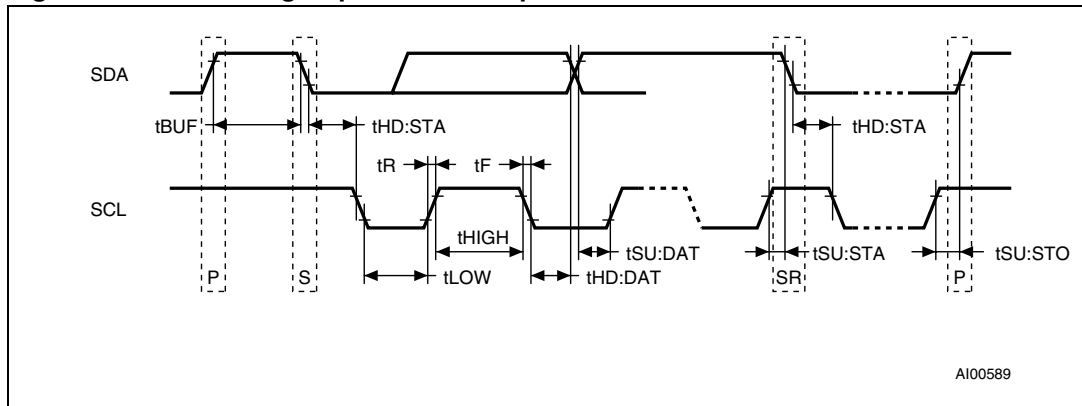 SDA
tBUF
tHD:STA
tHD:STA
tR
tF
SCL
tHIGH
tSU:DAT
tSU:STA
tSU:STO
P
S
tLOW
tHD:DAT
SR
P
AI00589